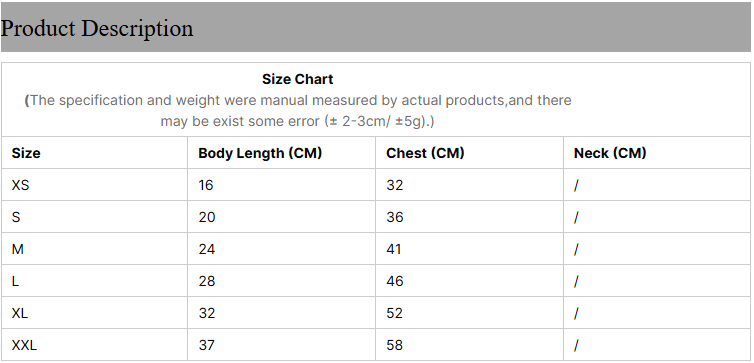 Product Description
Size Chart
(The specification and weight were manual measured by actual products,and there
may be exist some error (± 2-3cm/ ±5g).)
Size Body Length (CM) Chest (CM) Neck (CM)
XS 16 32 /
S 20 36 /
M 24 41 /
L 28 46 /
XL 32 52 /
XXL 37 58 /